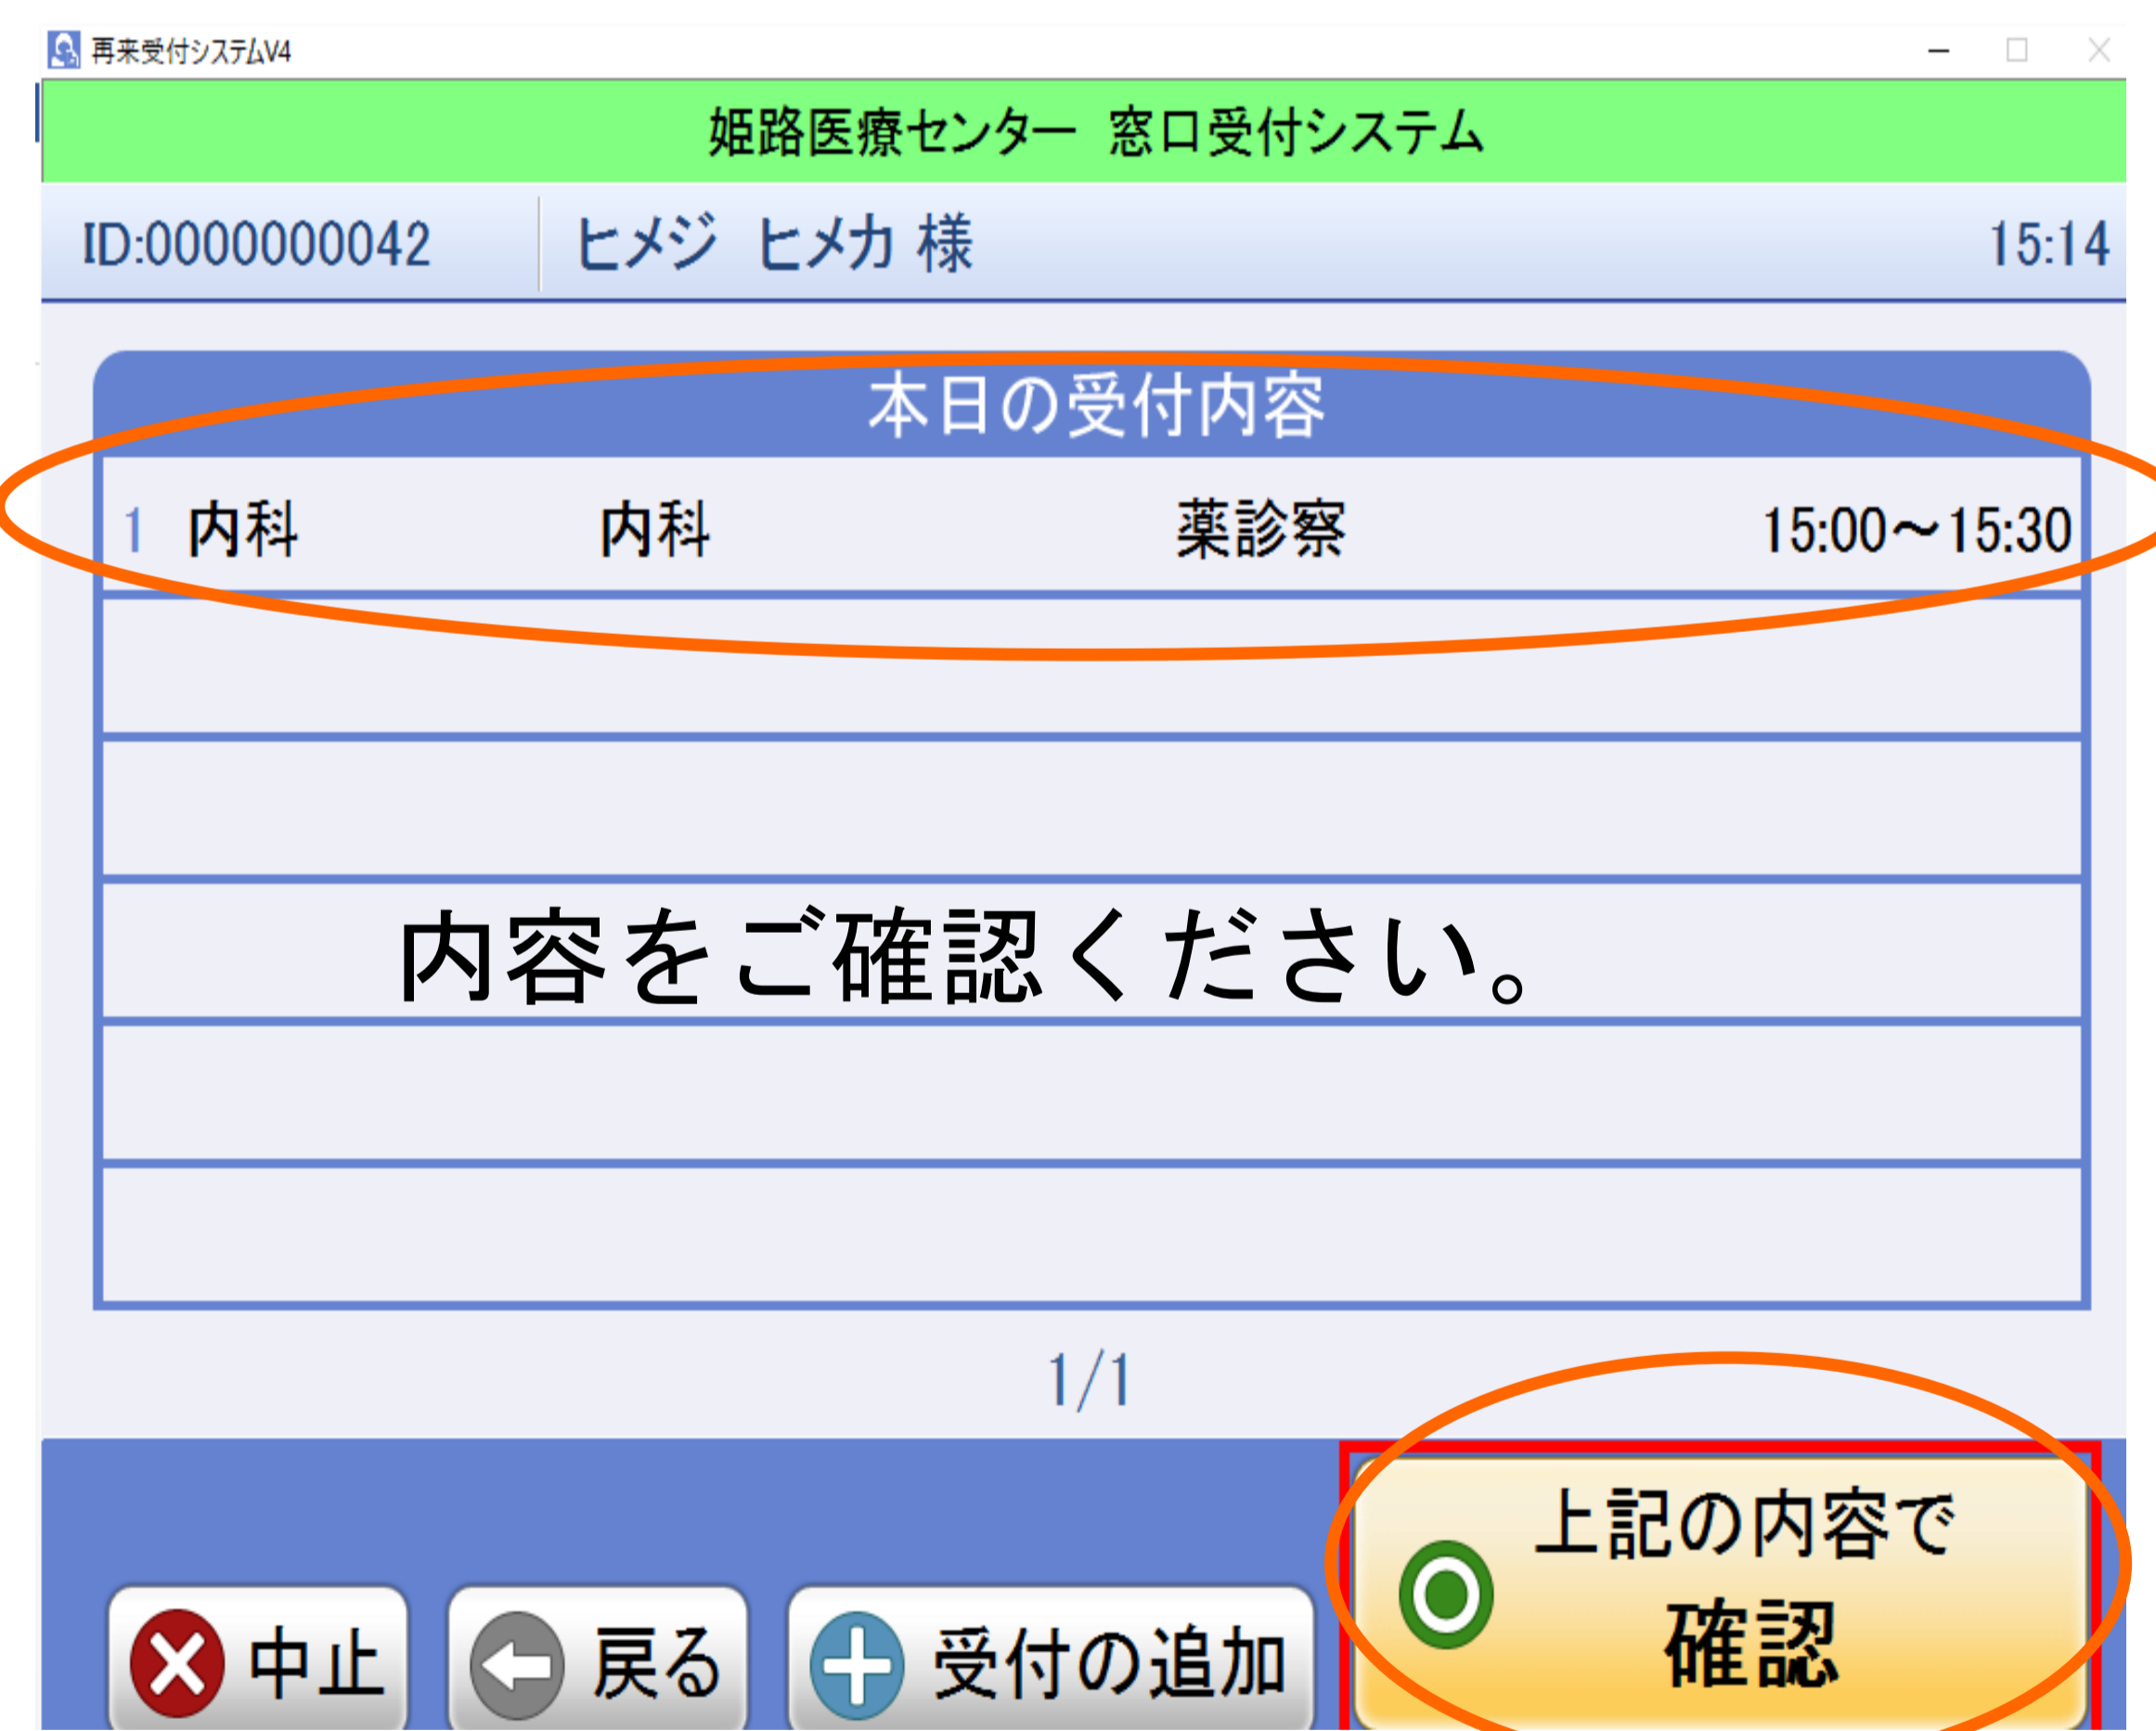 再来受付システムV4
姫路医療センター 窓口受付システム
ID:0000000042 ヒメジ ヒメカ 様 15:14
本日の受付内容
1 内科 内科 薬診察 15:00～15:30
内容をご確認ください。
1/1
上記の内容で
確認
中止 戻る 受付の追加